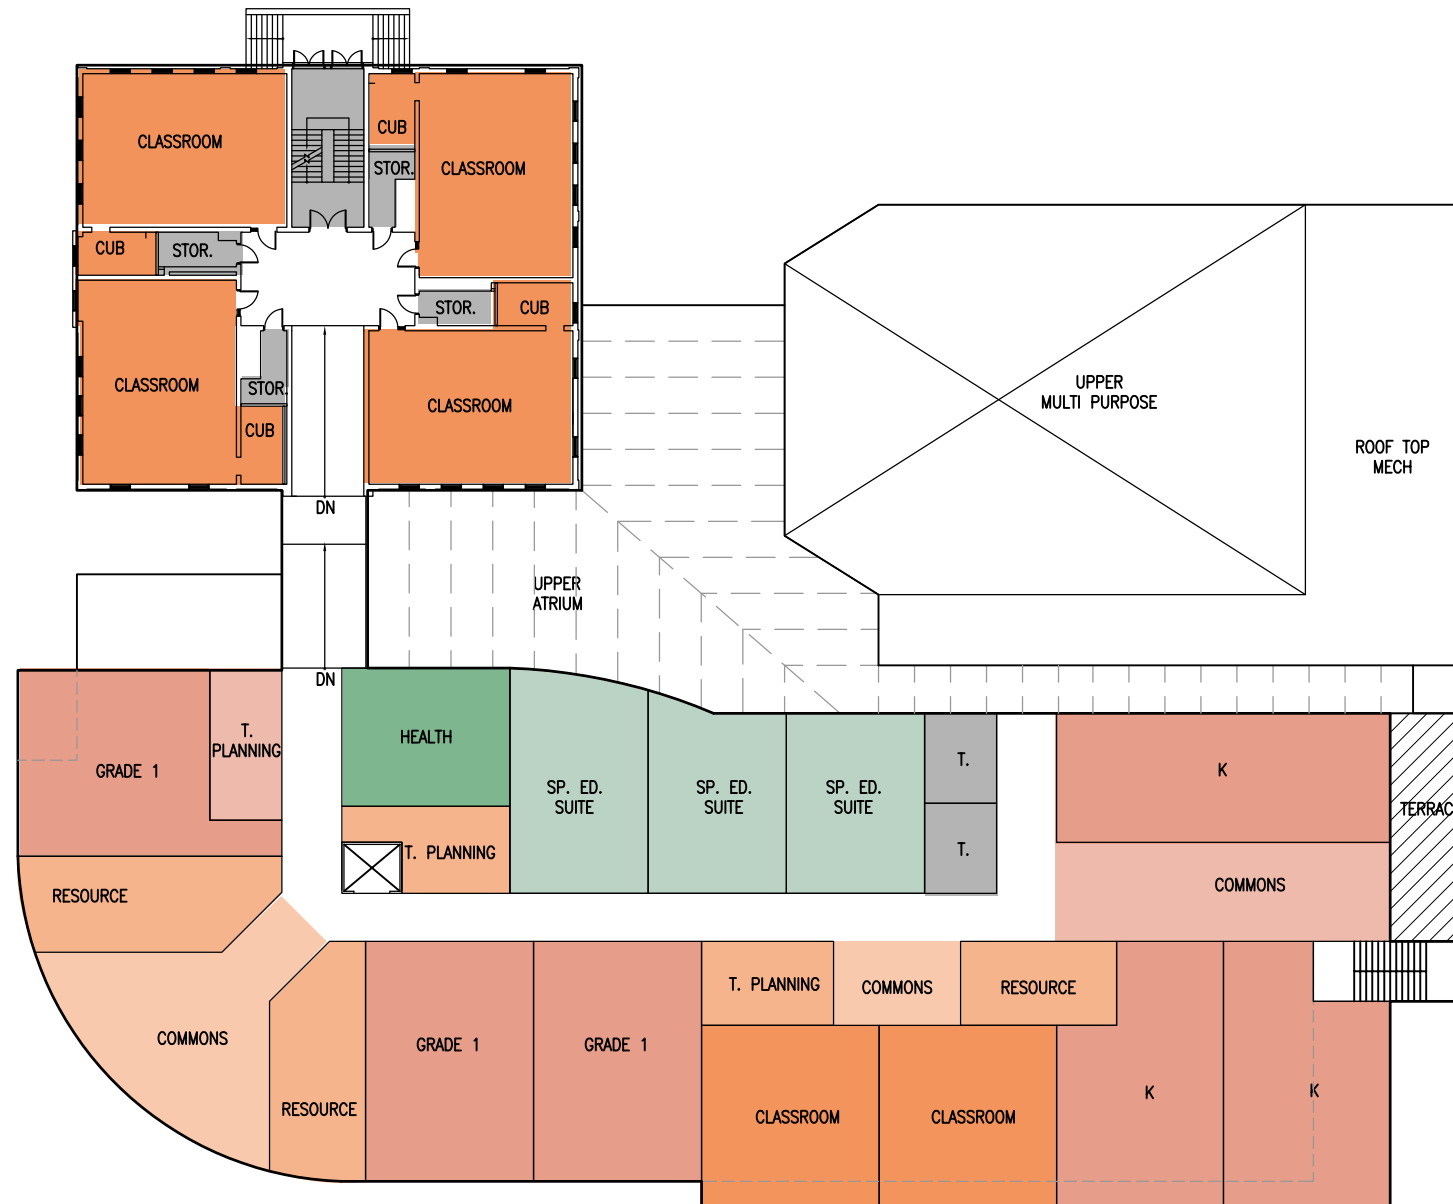 CLASSROOM
CUB
STOR.
CLASSROOM
CUB
STOR.
STOR.
CUB
CLASSROOM
STOR.
CUB
CLASSROOM
UPPER
MULTI PURPOSE
ROOF TOP
MECH
DN
UPPER
ATRIUM
DN
T.
PLANNING
GRADE 1
HEALTH
SP. ED.
SUITE
SP. ED.
SUITE
SP. ED.
SUITE
T.
K
TERRAC
T. PLANNING
T.
RESOURCE
COMMONS
COMMONS
RESOURCE
GRADE 1
GRADE 1
T. PLANNING
COMMONS
RESOURCE
CLASSROOM
CLASSROOM
K
K